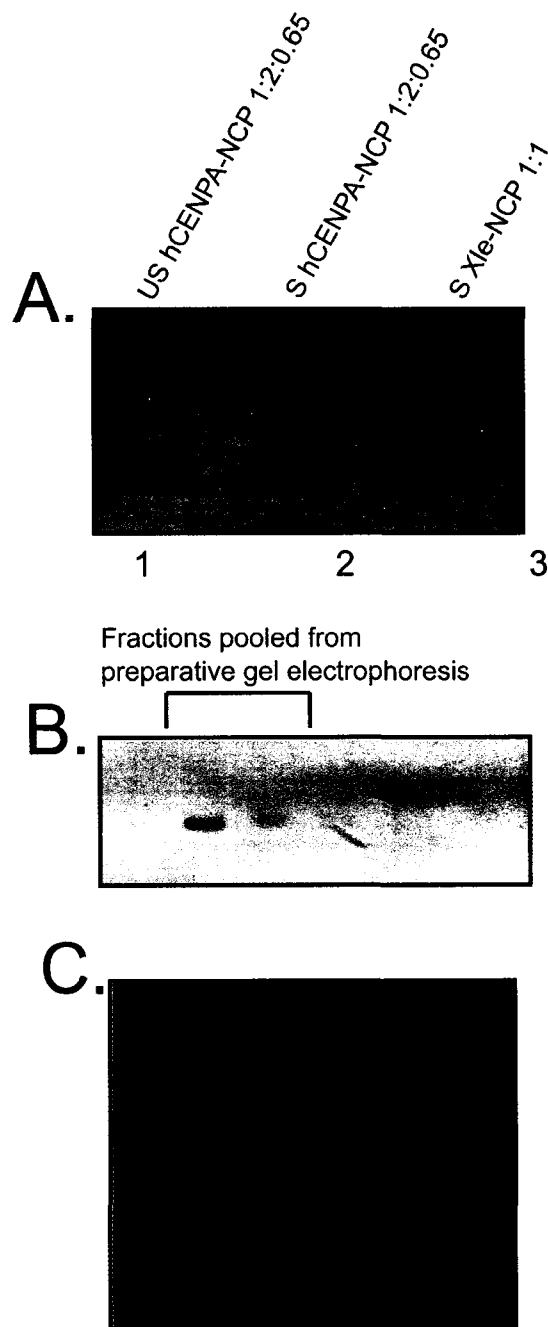 US hCENPA-NCP 1:2:0.65
S hCENPA-NCP 1:2:0.65
S Xle-NCP 1:1
A.
1 2 3
Fractions pooled from
preparative gel electrophoresis
B.
C.